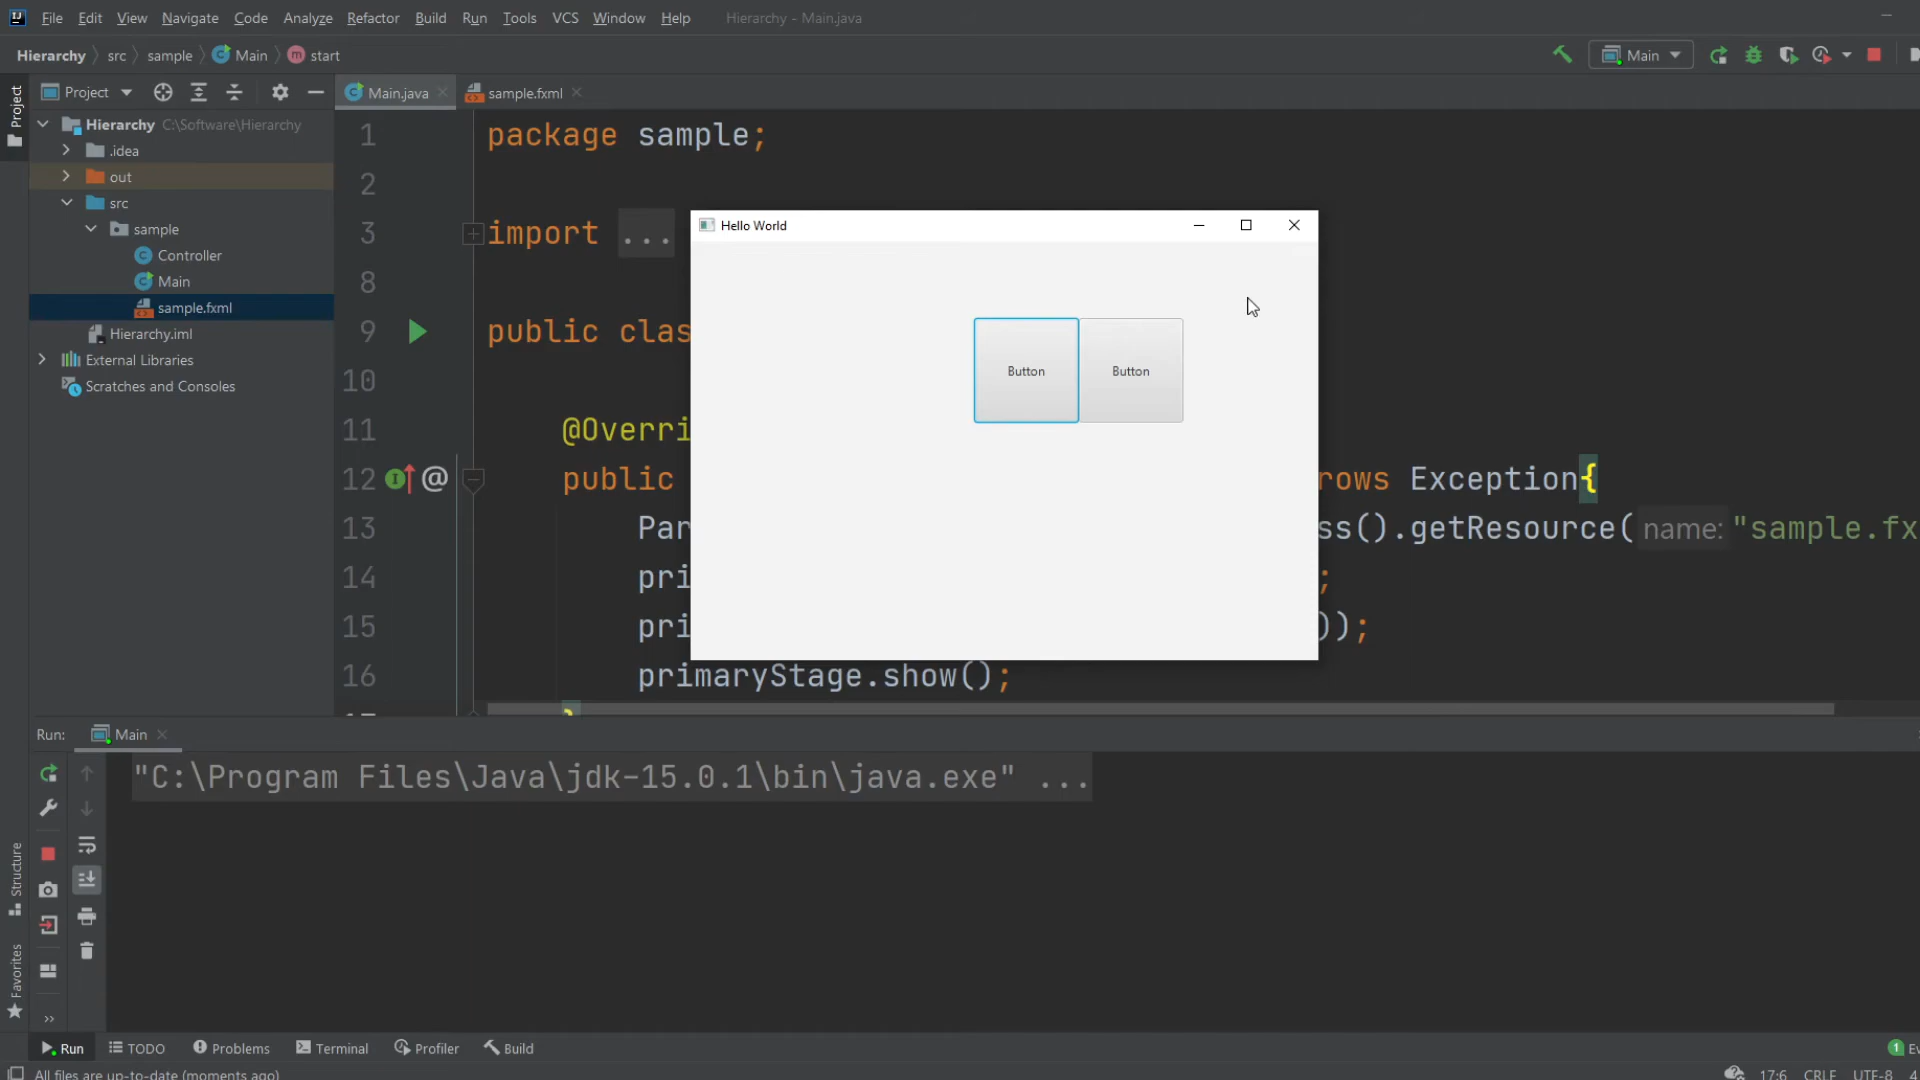 File Edit View Navigate Code Analyze Refactor Build Run Tools VCS Window Help Hierarchy - Main.java
Hierarchy src sample Main start
Main
Project
Project
Main.java
sample.fxml
Hierarchy C:\Software\Hierarchy
.idea
out
src
sample
Controller
Main
sample.fxml
Hierarchy.iml
External Libraries
Scratches and Consoles
1 package sample;
2
3 import ...
8
9 public clas
10
11 @Overri
12 public rows Exception{
13 Par ss().getResource( name: "sample.fx
14 pri ;
15 pri ));
16 primaryStage.show();
}
Hello World
Button
Button
Run: Main
"C:\Program Files\Java\jdk-15.0.1\bin\java.exe" ...
Structure
Favorites
Run TODO Problems Terminal Profiler Build
1 Ev
All files are up-to-date (moments ago)
17:6 CRLF UTF-8 4